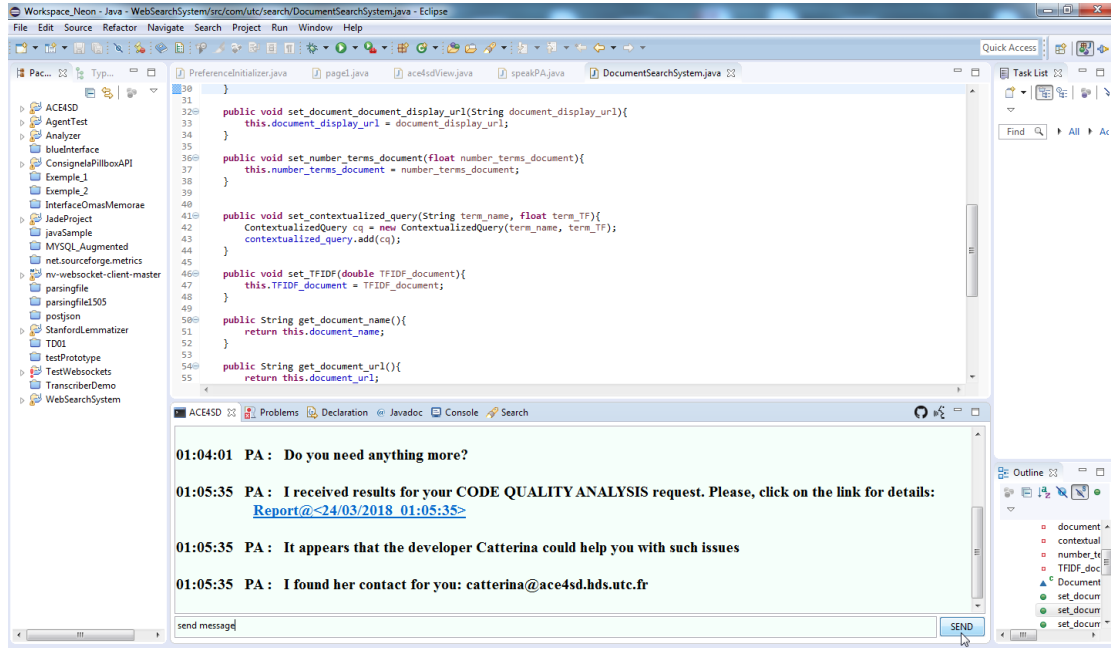 Workspace_Neon - Java - WebSearchSystem/src/com/utc/search/DocumentSearchSystem.java - Eclipse
File Edit Source Refactor Navigate Search Project Run Window Help
Quick Access
Pac... Typ...
ACE4SD
AgentTest
Analyzer
blueInterface
ConsignelaPillboxAPI
Exemple_1
Exemple_2
InterfaceOmasMemorae
JadeProject
javaSample
MYSQL_Augmented
net.sourceforge.metrics
nv-websocket-client-master
parsingfile
parsingfile1505
postjson
StanfordLemmatizer
TD01
testPrototype
TestWebsockets
TranscriberDemo
WebSearchSystem
PreferenceInitializer.java page1.java ace4sdView.java speakPA.java DocumentSearchSystem.java
30 }
31
32 public void set_document_document_display_url(String document_display_url){
33 this.document_display_url = document_display_url;
34 }
35
36 public void set_number_terms_document(float number_terms_document){
37 this.number_terms_document = number_terms_document;
38 }
39
40
41 public void set_contextualized_query(String term_name, float term_TF){
42 ContextualizedQuery cq = new ContextualizedQuery(term_name, term_TF);
43 contextualized_query.add(cq);
44 }
45
46 public void set_TFIDF(double TFIDF_document){
47 this.TFIDF_document = TFIDF_document;
48 }
49
50 public String get_document_name(){
51 return this.document_name;
52 }
53
54 public String get_document_url(){
55 return this.document_url;
ACE4SD Problems Declaration @ Javadoc Console Search
01:04:01 PA : Do you need anything more?
01:05:35 PA : I received results for your CODE QUALITY ANALYSIS request. Please, click on the link for details:
Report@<24/03/2018 01:05:35>
01:05:35 PA : It appears that the developer Catterina could help you with such issues
01:05:35 PA : I found her contact for you: catterina@ace4sd.hds.utc.fr
send message
SEND
Task List
Find All Ac
Outline
document
contextual
number_te
TFIDF_doc
Document
set_docum
set_docum
set_docum